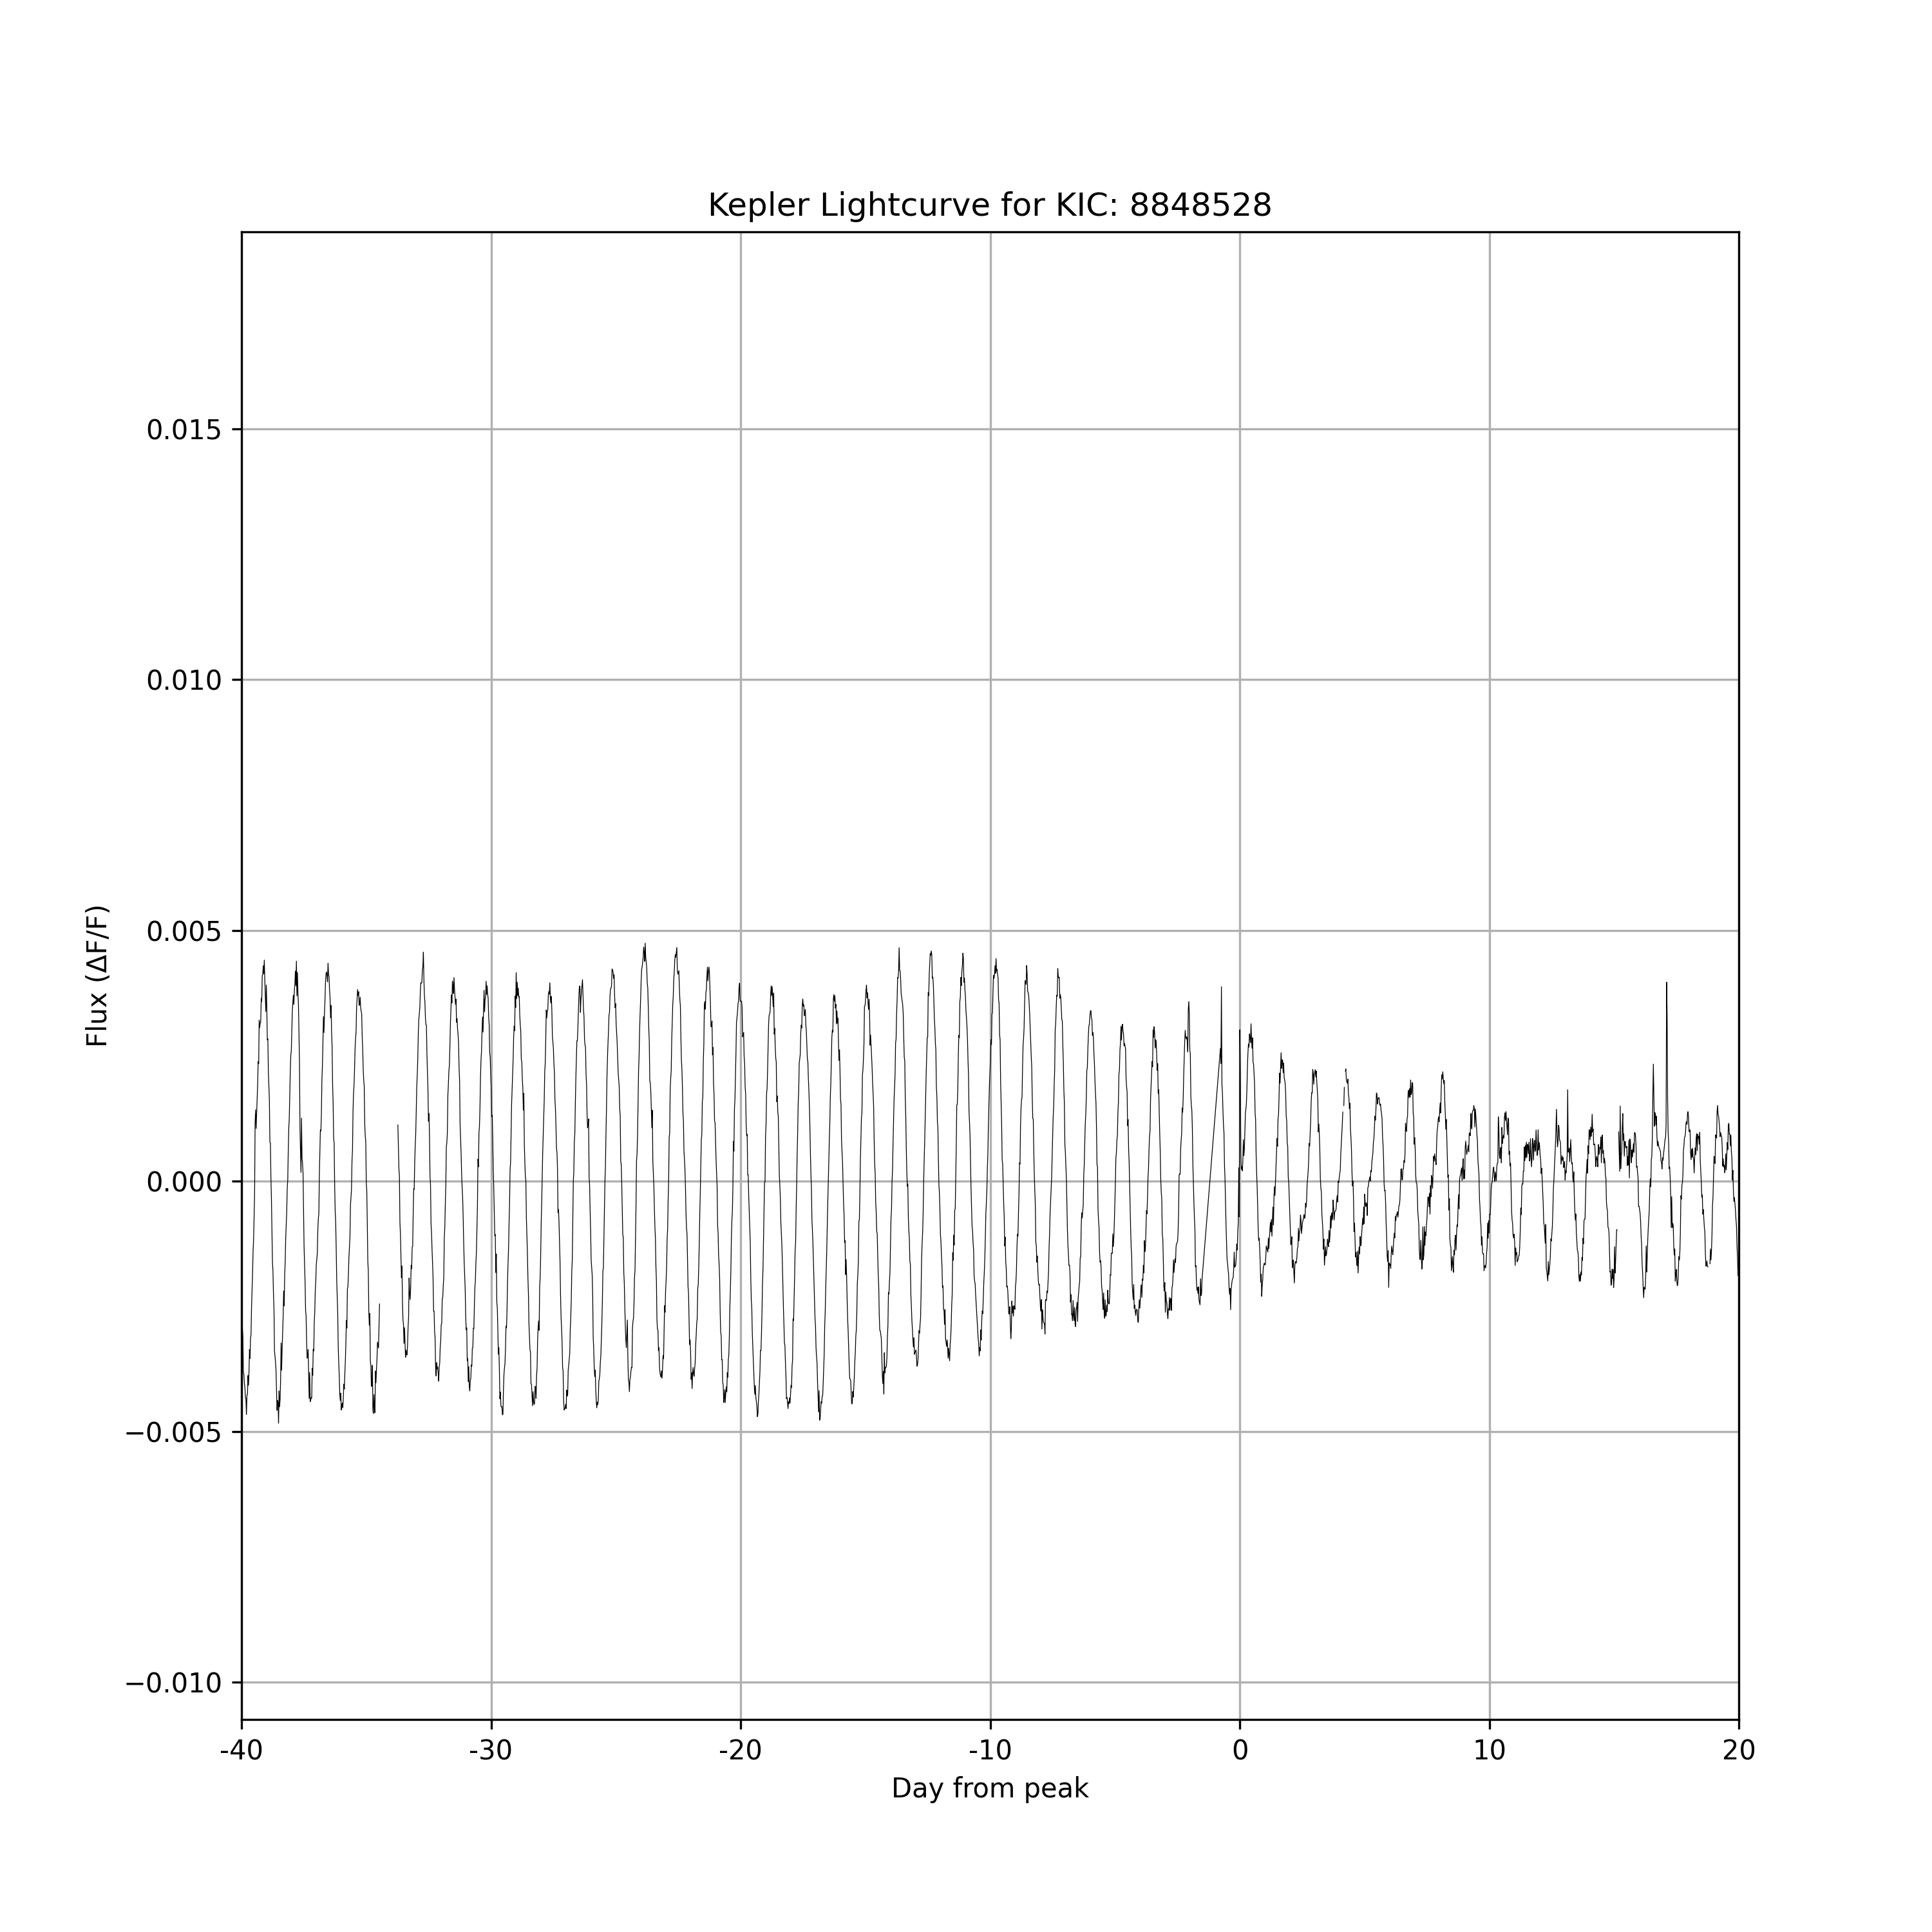 Kepler Lightcurve for KIC: 8848528
Flux (ΔF/F)
0.015
0.010
0.005
0.000
−0.005
−0.010
-40 -30 -20 -10 0 10 20
Day from peak